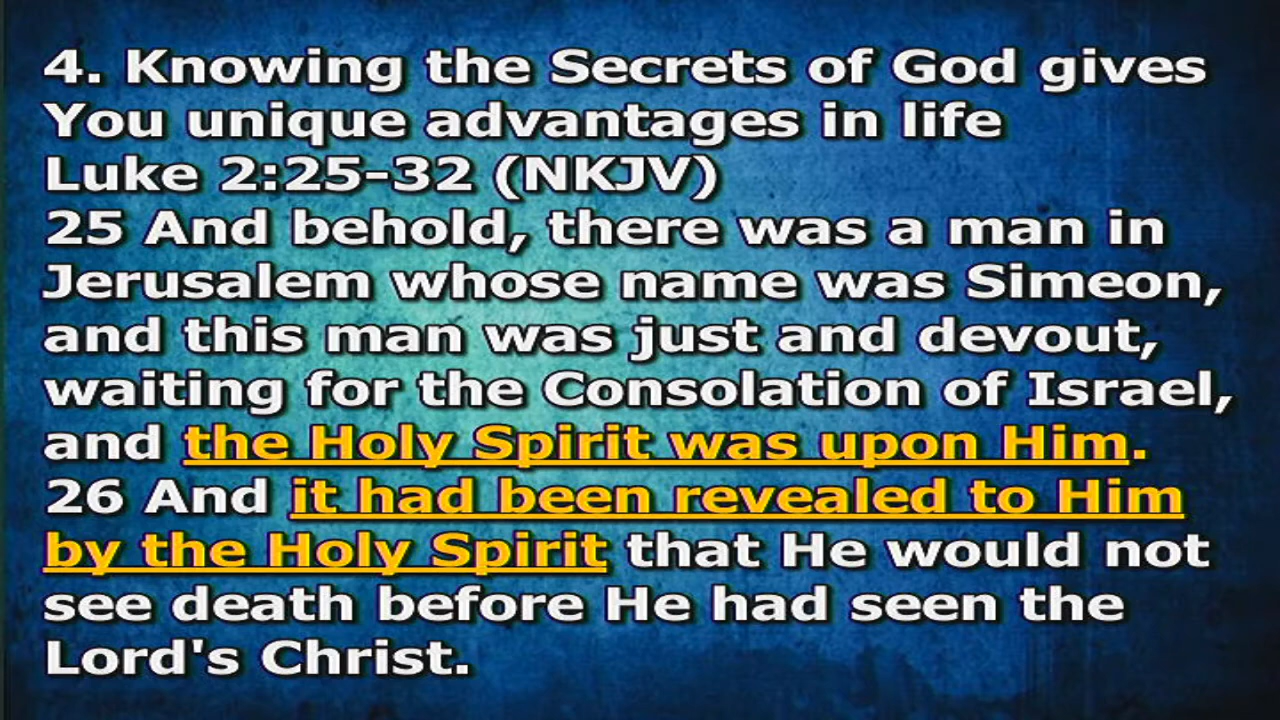 4. Knowing the Secrets of God gives
You unique advantages in life
Luke 2:25-32 (NKJV)
25 And behold, there was a man in
Jerusalem whose name was Simeon,
and this man was just and devout,
waiting for the Consolation of Israel,
and the Holy Spirit was upon Him.
26 And it had been revealed to Him
by the Holy Spirit that He would not
see death before He had seen the
Lord's Christ.